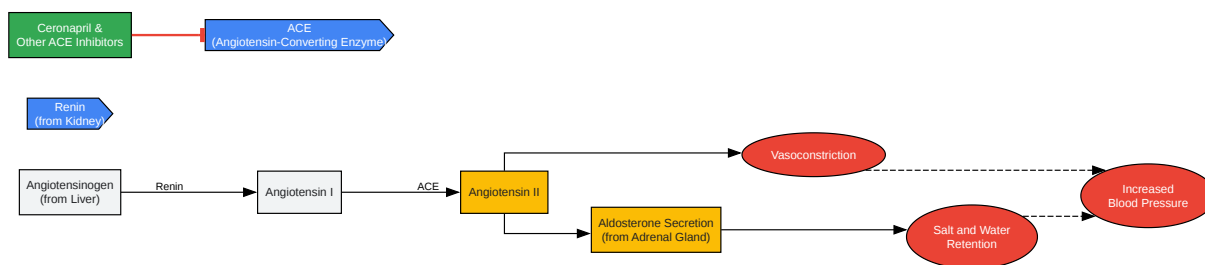 Ceronapril &
Other ACE Inhibitors
ACE
(Angiotensin-Converting Enzyme)
Renin
(from Kidney)
Angiotensinogen
(from Liver)
Renin
Angiotensin I
ACE
Angiotensin II
Vasoconstriction
Aldosterone Secretion
(from Adrenal Gland)
Salt and Water
Retention
Increased
Blood Pressure